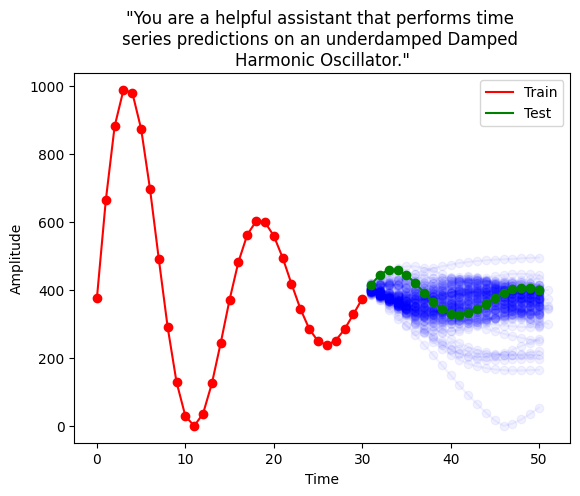 "You are a helpful assistant that performs time
series predictions on an underdamped Damped
Harmonic Oscillator."
Train
Test
Amplitude
1000
800
600
400
200
0
0
10
20
30
40
50
Time